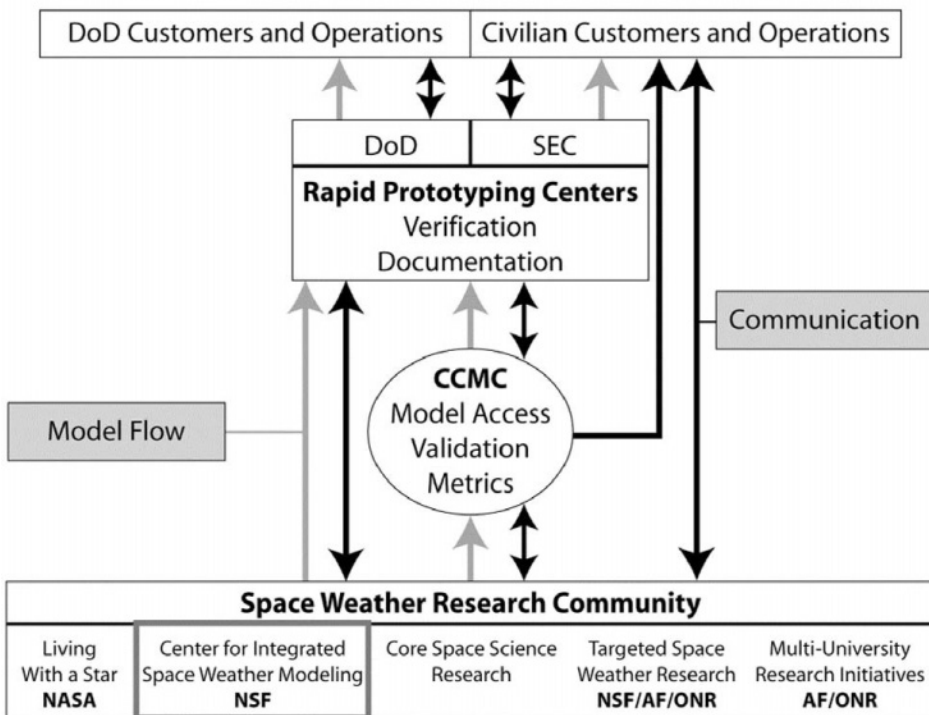 DoD Customers and Operations
Civilian Customers and Operations
DoD
SEC
Rapid Prototyping Centers
Verification
Documentation
Communication
CCMC
Model Access
Validation
Metrics
Model Flow
Space Weather Research Community
Living
With a Star
NASA
Center for Integrated
Space Weather Modeling
NSF
Core Space Science
Research
Targeted Space
Weather Research
NSF/AF/ONR
Multi-University
Research Initiatives
AF/ONR